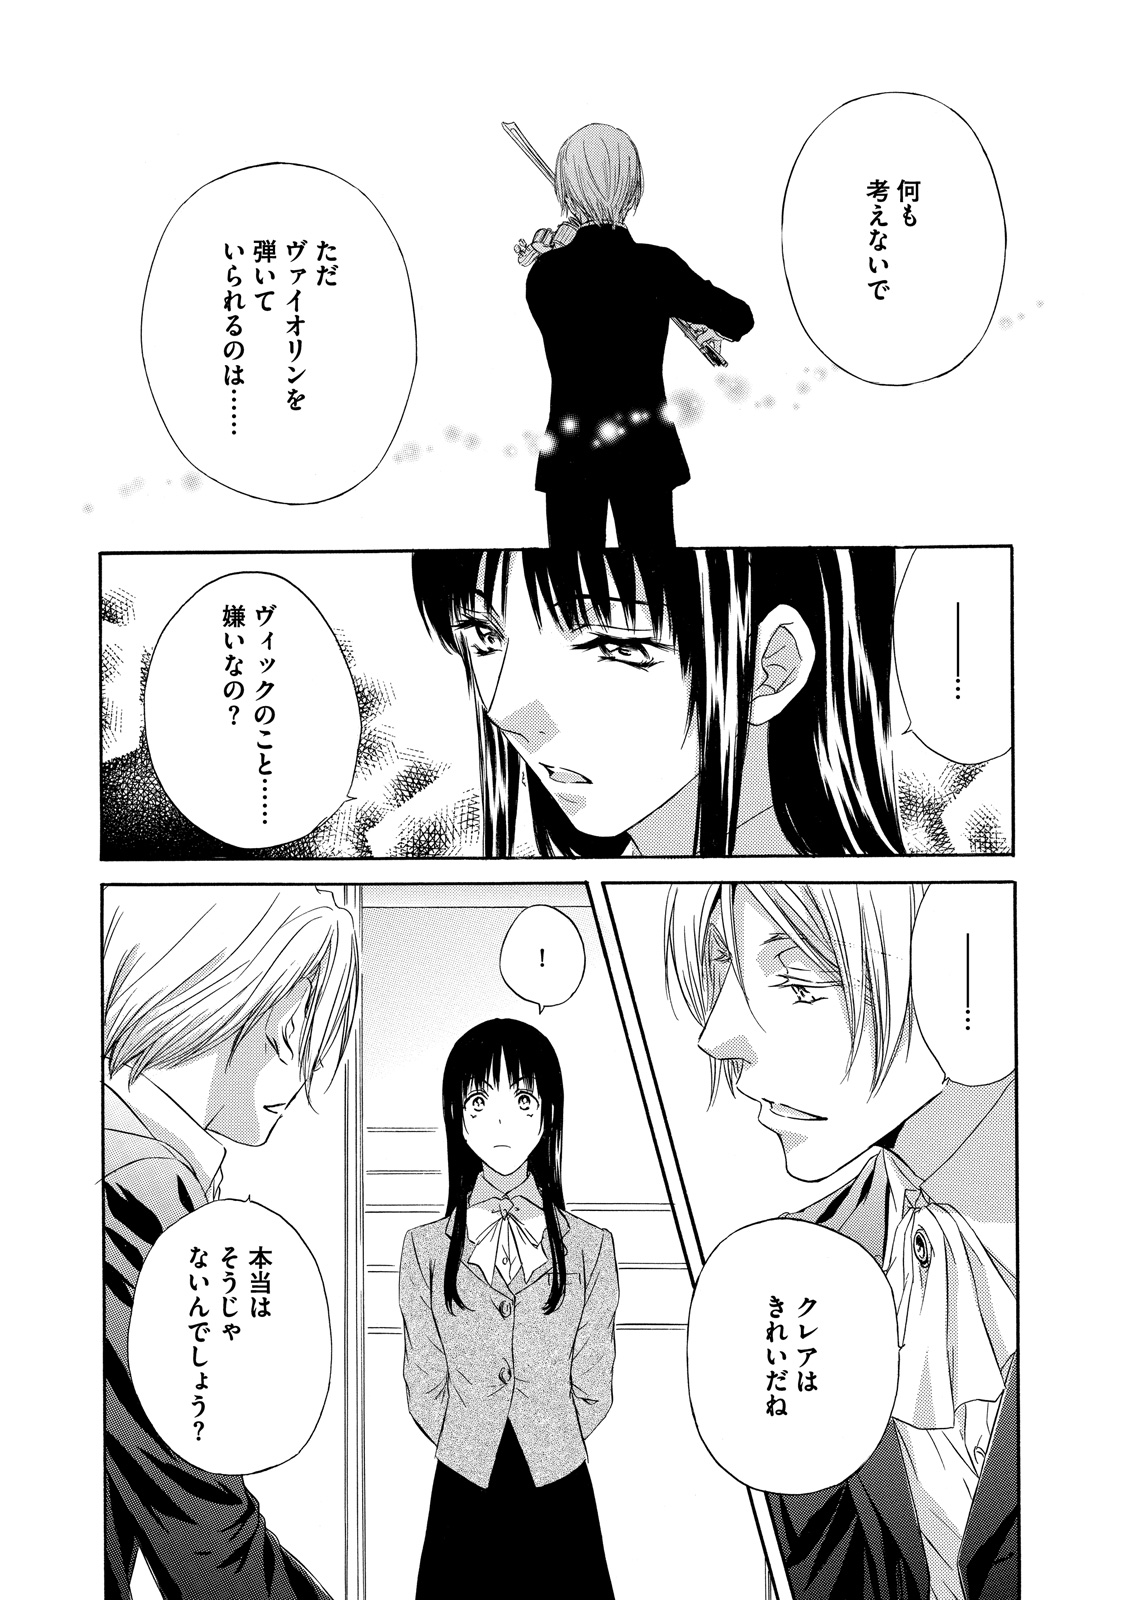 何も
考えないで
ただ
ヴァイオリンを
弾いて
いられるのは……
――…
ヴィックのこと……
嫌いなの？
――…
クレアは
きれいだね
！
本当は
そうじゃ
ないんでしょう？